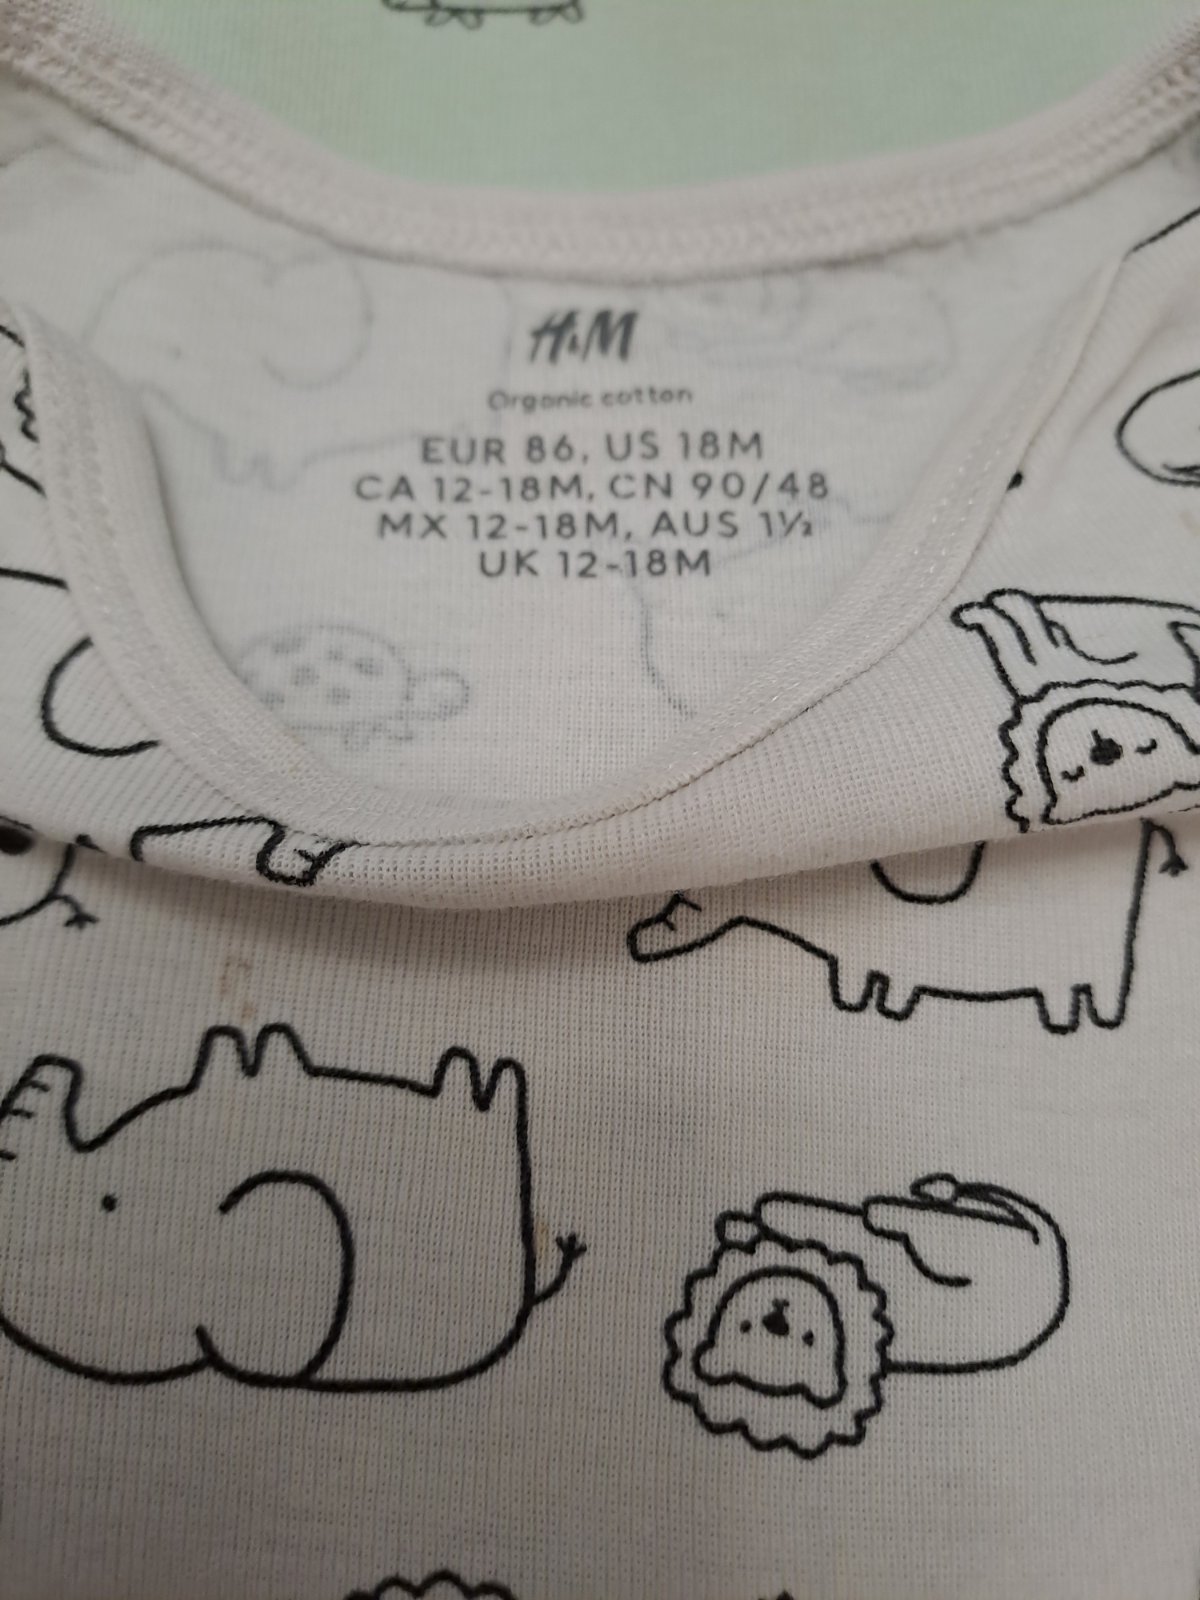 H&M
Organic cotton
EUR 86, US 18M
CA 12-18M, CN 90/48
MX 12-18M, AUS 1½
UK 12-18M